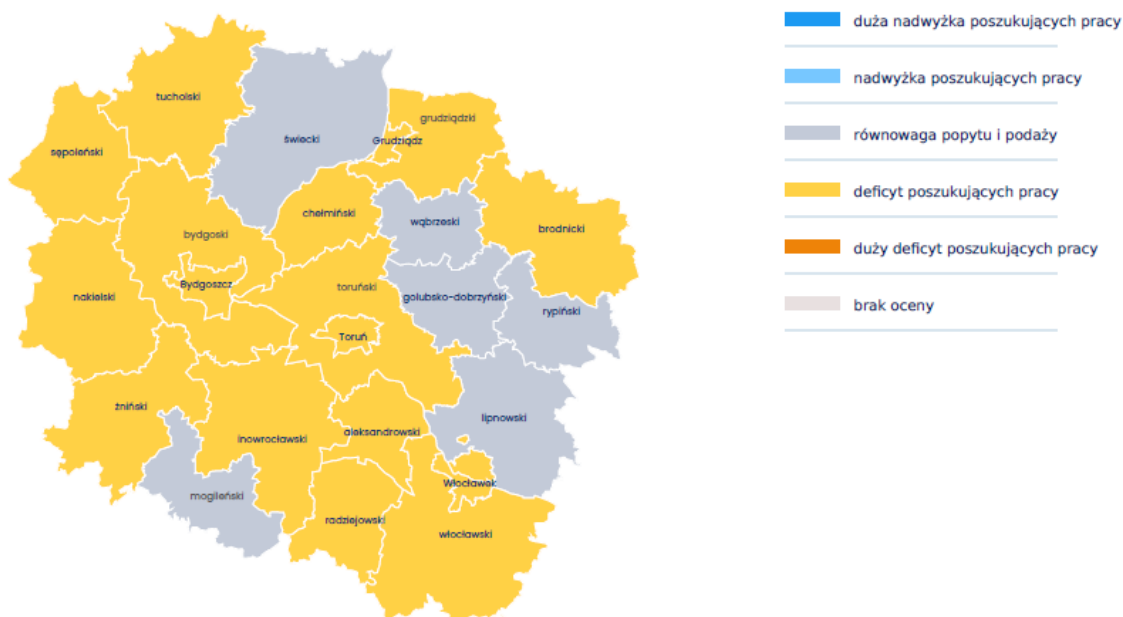 duża nadwyżka poszukujących pracy
nadwyżka poszukujących pracy
równowaga popytu i podaży
deficyt poszukujących pracy
duży deficyt poszukujących pracy
brak oceny
tucholski
grudziądzki
świecki
Grudziądz
sępoleński
chełmiński
wąbrzeski
brodnicki
bydgoski
Bydgoszcz
toruński
nakielski
golubsko-dobrzyński
rypiński
Toruń
żniński
lipnowski
inowrocławski
aleksandrowski
Włocławek
mogileński
radziejowski
włocławski